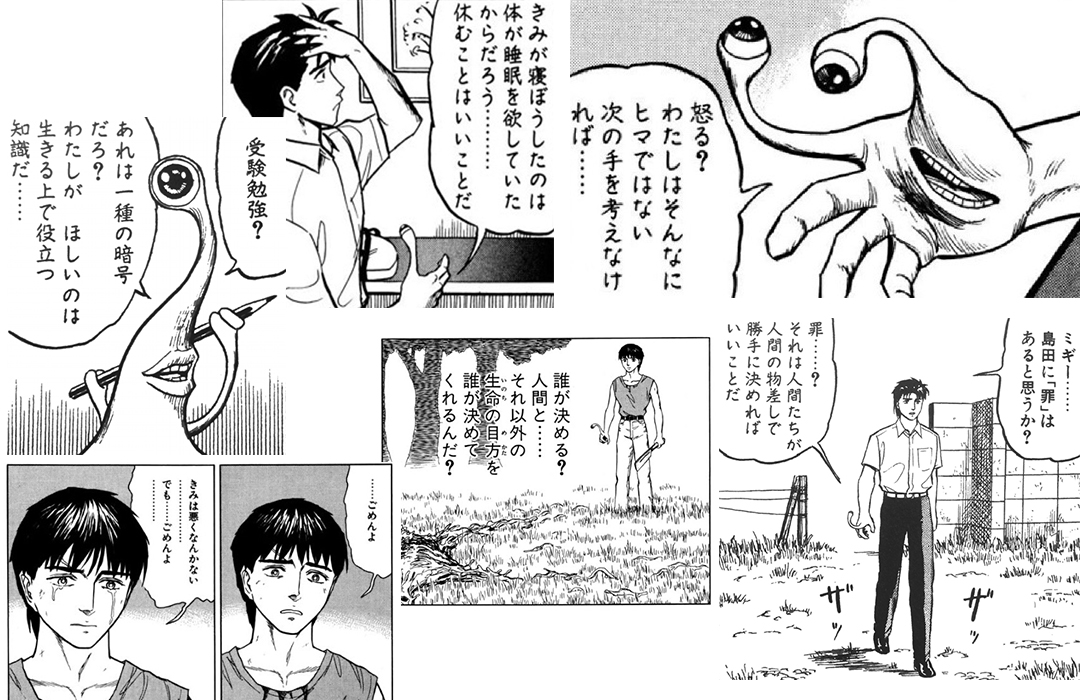 きみが寝ぼうしたのは
体が睡眠を欲していた
からだろう………
休むことはいいことだ
怒る？
わたしはそんなに
ヒマではない
次の手を考えなけ
れば……
受験勉強？
あれは一種の暗号
だろ？
わたしが　ほしいのは
生きる上で役立つ
知識だ……
誰が決める？
人間と……
それ以外の
生命の目方を
いのち　めかた
誰が決めて
くれるんだ？
ミギー……
島田に「罪」は
あると思うか？
罪……？
それは人間たちが
人間の物差しで
勝手に決めれば
いいことだ
ザッ
ザッ
……ごめんよ
きみは悪くなんかない
………………
でも……ごめんよ